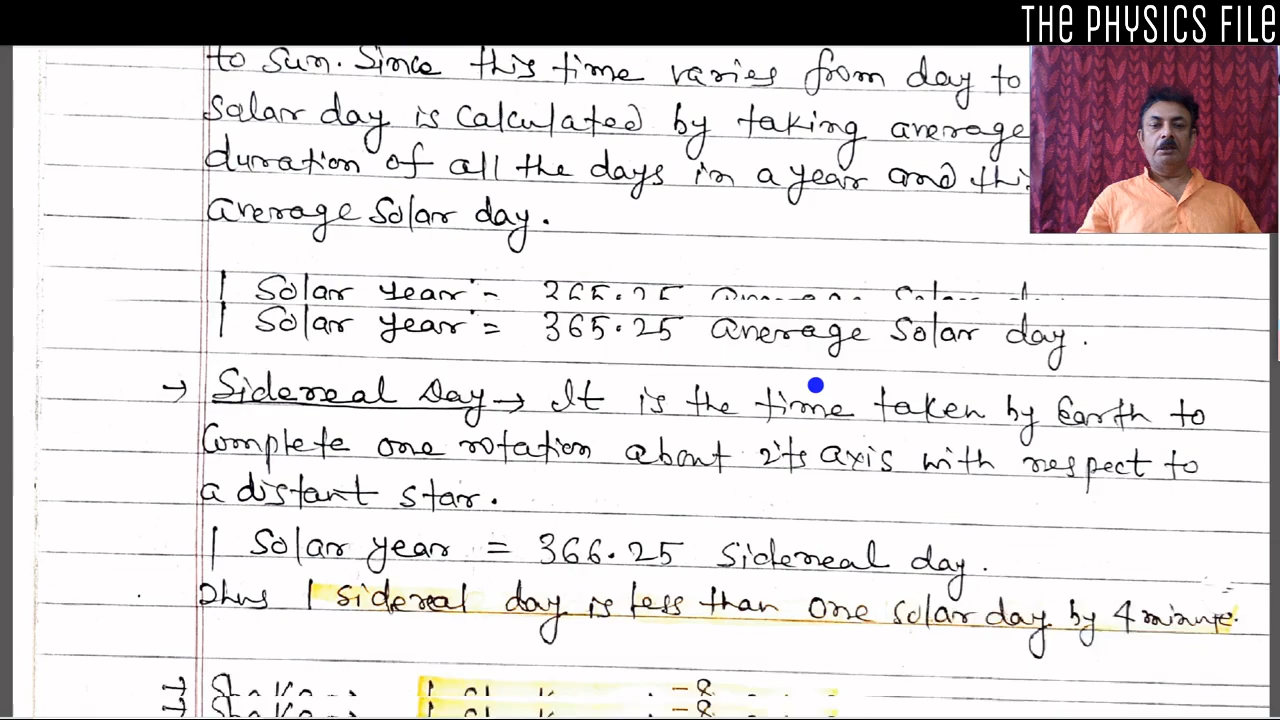 THE PHYSICS FILE
to sun. Since this time varies from day to
Solar day is calculated by taking average
duration of all the days in a year and thi
average solar day.
1 Solar year = 365.25 average Solar day.
→ Sidereal Day → It is the time taken by Earth to
Complete one rotation about its axis with respect to
a distant star.
1 Solar year = 366.25 Sidereal day.
Thus 1 sidereal day is less than one solar day by 4 minute.